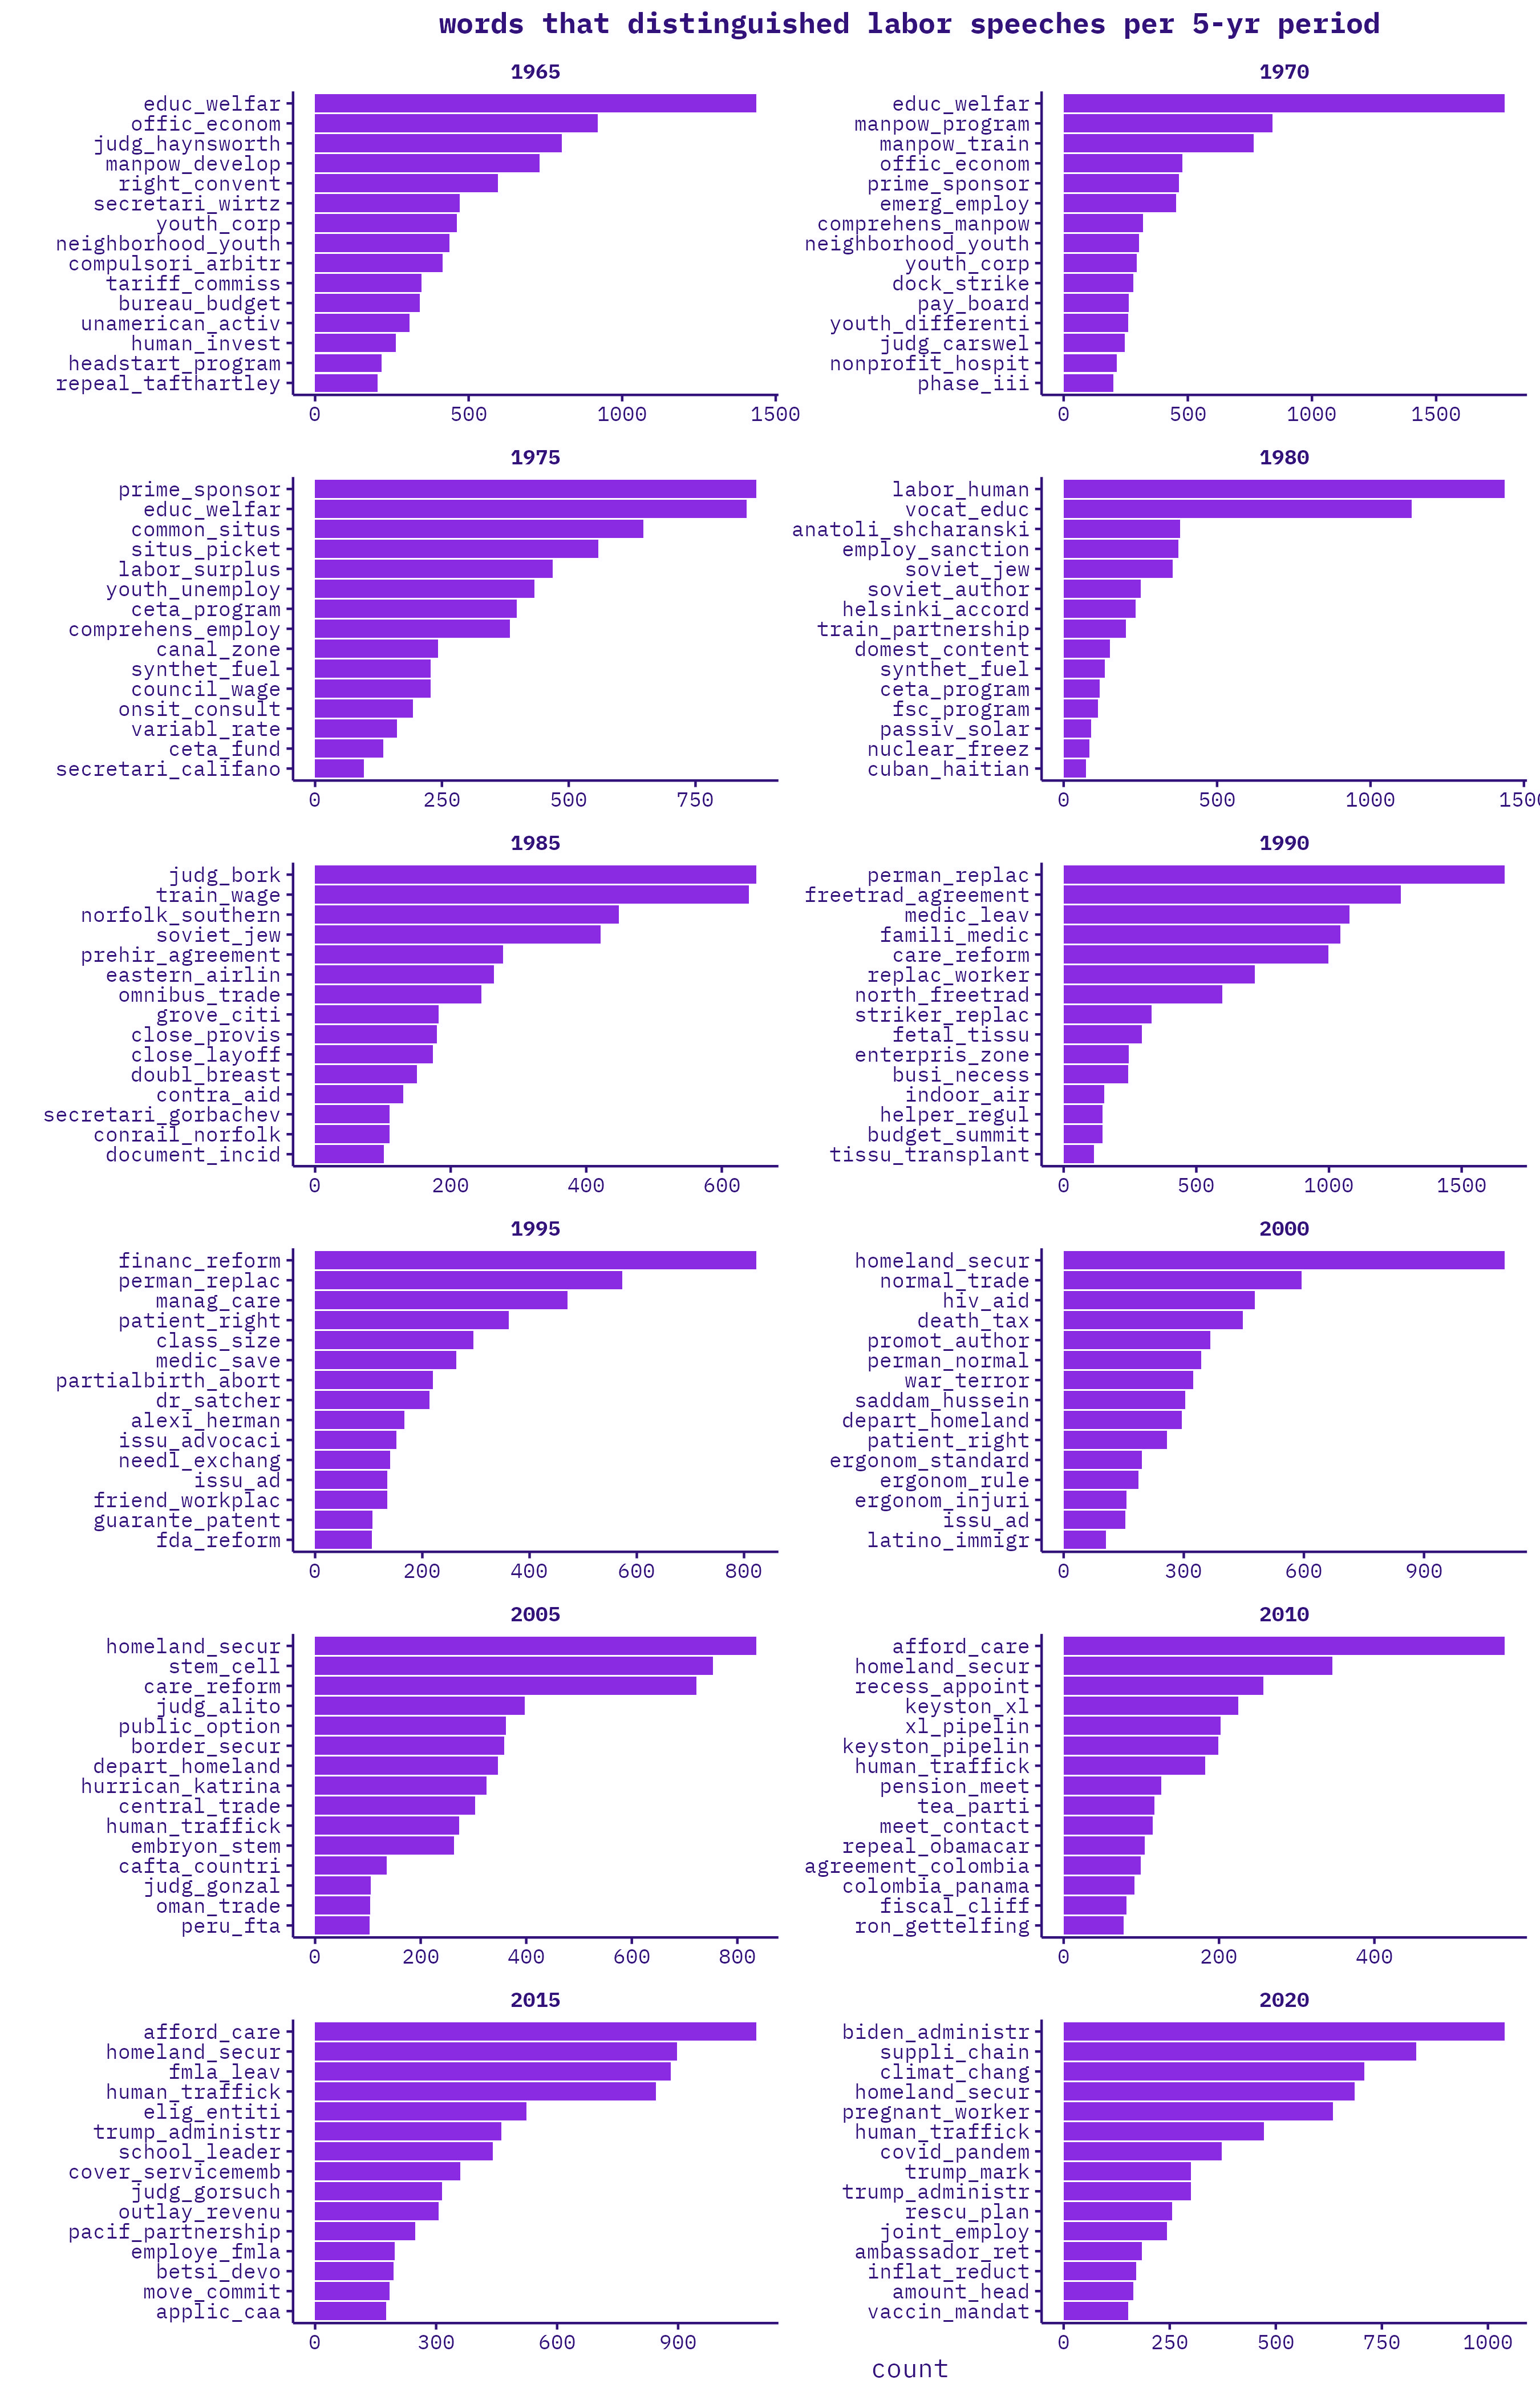 words that distinguished labor speeches per 5-yr period
1965
educ_welfar
offic_econom
judg_haynsworth
manpow_develop
right_convent
secretari_wirtz
youth_corp
neighborhood_youth
compulsori_arbitr
tariff_commiss
bureau_budget
unamerican_activ
human_invest
headstart_program
repeal_tafthartley
0 500 1000 1500
1970
educ_welfar
manpow_program
manpow_train
offic_econom
prime_sponsor
emerg_employ
comprehens_manpow
neighborhood_youth
youth_corp
dock_strike
pay_board
youth_differenti
judg_carswel
nonprofit_hospit
phase_iii
0 500 1000 1500
1975
prime_sponsor
educ_welfar
common_situs
situs_picket
labor_surplus
youth_unemploy
ceta_program
comprehens_employ
canal_zone
synthet_fuel
council_wage
onsit_consult
variabl_rate
ceta_fund
secretari_califano
0 250 500 750
1980
labor_human
vocat_educ
anatoli_shcharanski
employ_sanction
soviet_jew
soviet_author
helsinki_accord
train_partnership
domest_content
synthet_fuel
ceta_program
fsc_program
passiv_solar
nuclear_freez
cuban_haitian
0 500 1000 1500
1985
judg_bork
train_wage
norfolk_southern
soviet_jew
prehir_agreement
eastern_airlin
omnibus_trade
grove_citi
close_provis
close_layoff
doubl_breast
contra_aid
secretari_gorbachev
conrail_norfolk
document_incid
0 200 400 600
1990
perman_replac
freetrad_agreement
medic_leav
famili_medic
care_reform
replac_worker
north_freetrad
striker_replac
fetal_tissu
enterpris_zone
busi_necess
indoor_air
helper_regul
budget_summit
tissu_transplant
0 500 1000 1500
1995
financ_reform
perman_replac
manag_care
patient_right
class_size
medic_save
partialbirth_abort
dr_satcher
alexi_herman
issu_advocaci
needl_exchang
issu_ad
friend_workplac
guarante_patent
fda_reform
0 200 400 600 800
2000
homeland_secur
normal_trade
hiv_aid
death_tax
promot_author
perman_normal
war_terror
saddam_hussein
depart_homeland
patient_right
ergonom_standard
ergonom_rule
ergonom_injuri
issu_ad
latino_immigr
0 300 600 900
2005
homeland_secur
stem_cell
care_reform
judg_alito
public_option
border_secur
depart_homeland
hurrican_katrina
central_trade
human_traffick
embryon_stem
cafta_countri
judg_gonzal
oman_trade
peru_fta
0 200 400 600 800
2010
afford_care
homeland_secur
recess_appoint
keyston_xl
xl_pipelin
keyston_pipelin
human_traffick
pension_meet
tea_parti
meet_contact
repeal_obamacar
agreement_colombia
colombia_panama
fiscal_cliff
ron_gettelfing
0 200 400
2015
afford_care
homeland_secur
fmla_leav
human_traffick
elig_entiti
trump_administr
school_leader
cover_servicememb
judg_gorsuch
outlay_revenu
pacif_partnership
employe_fmla
betsi_devo
move_commit
applic_caa
0 300 600 900
2020
biden_administr
suppli_chain
climat_chang
homeland_secur
pregnant_worker
human_traffick
covid_pandem
trump_mark
trump_administr
rescu_plan
joint_employ
ambassador_ret
inflat_reduct
amount_head
vaccin_mandat
0 250 500 750 1000
count